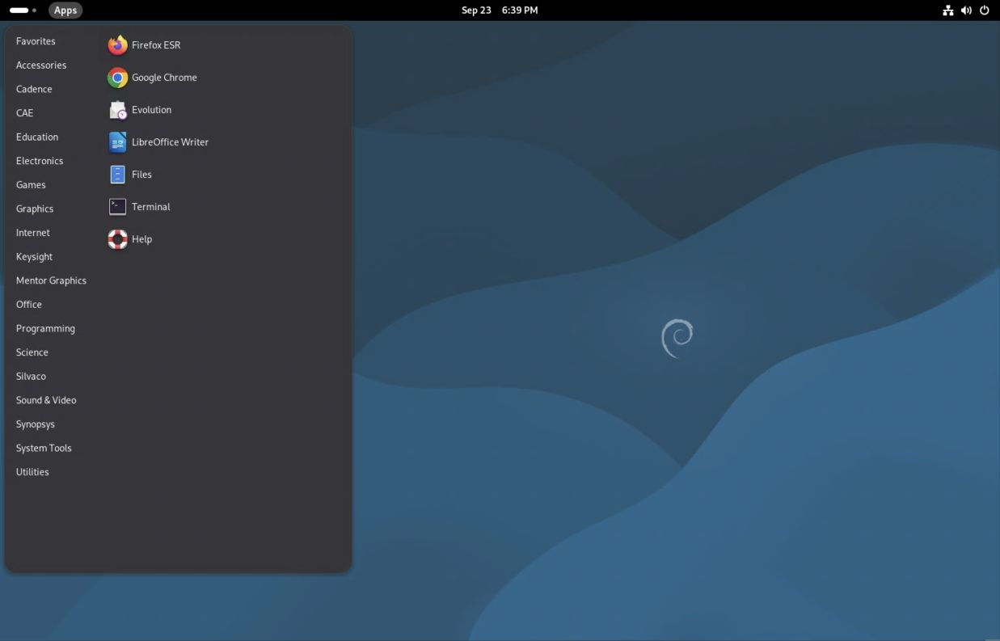 Apps
Sep 23 6:39 PM
Favorites
Accessories
Cadence
CAE
Education
Electronics
Games
Graphics
Internet
Keysight
Mentor Graphics
Office
Programming
Science
Silvaco
Sound & Video
Synopsys
System Tools
Utilities
Firefox ESR
Google Chrome
Evolution
LibreOffice Writer
Files
Terminal
Help